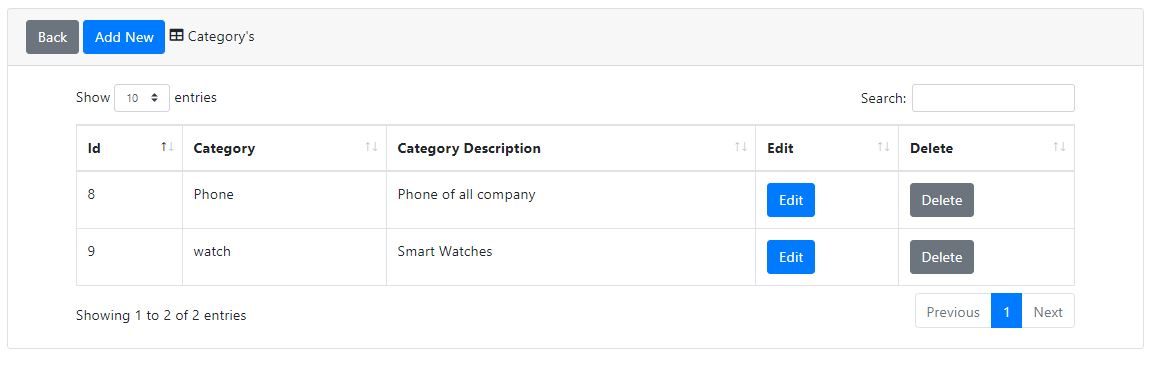 Back Add New Category's
Show 10 entries Search:
Id Category Category Description Edit Delete
8 Phone Phone of all company Edit Delete
9 watch Smart Watches Edit Delete
Showing 1 to 2 of 2 entries Previous 1 Next